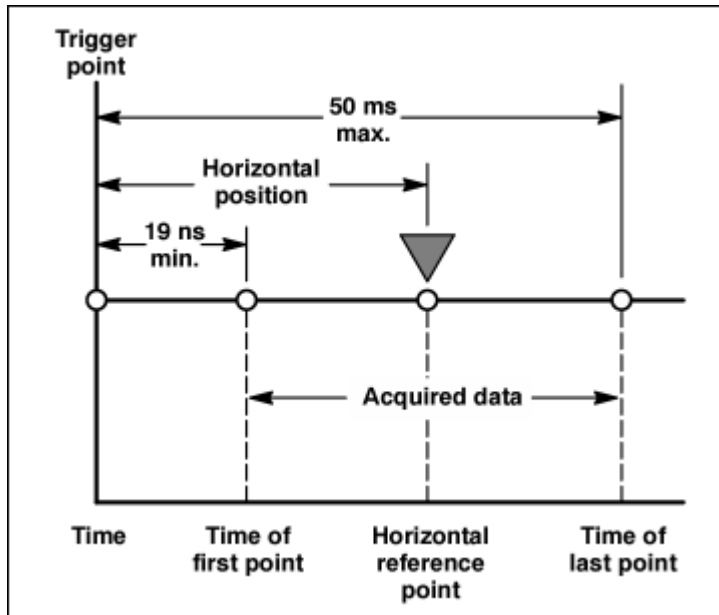 Trigger
point
50 ms
max.
Horizontal
position
19 ns
min.
Acquired data
Time
Time of
first point
Horizontal
reference
point
Time of
last point